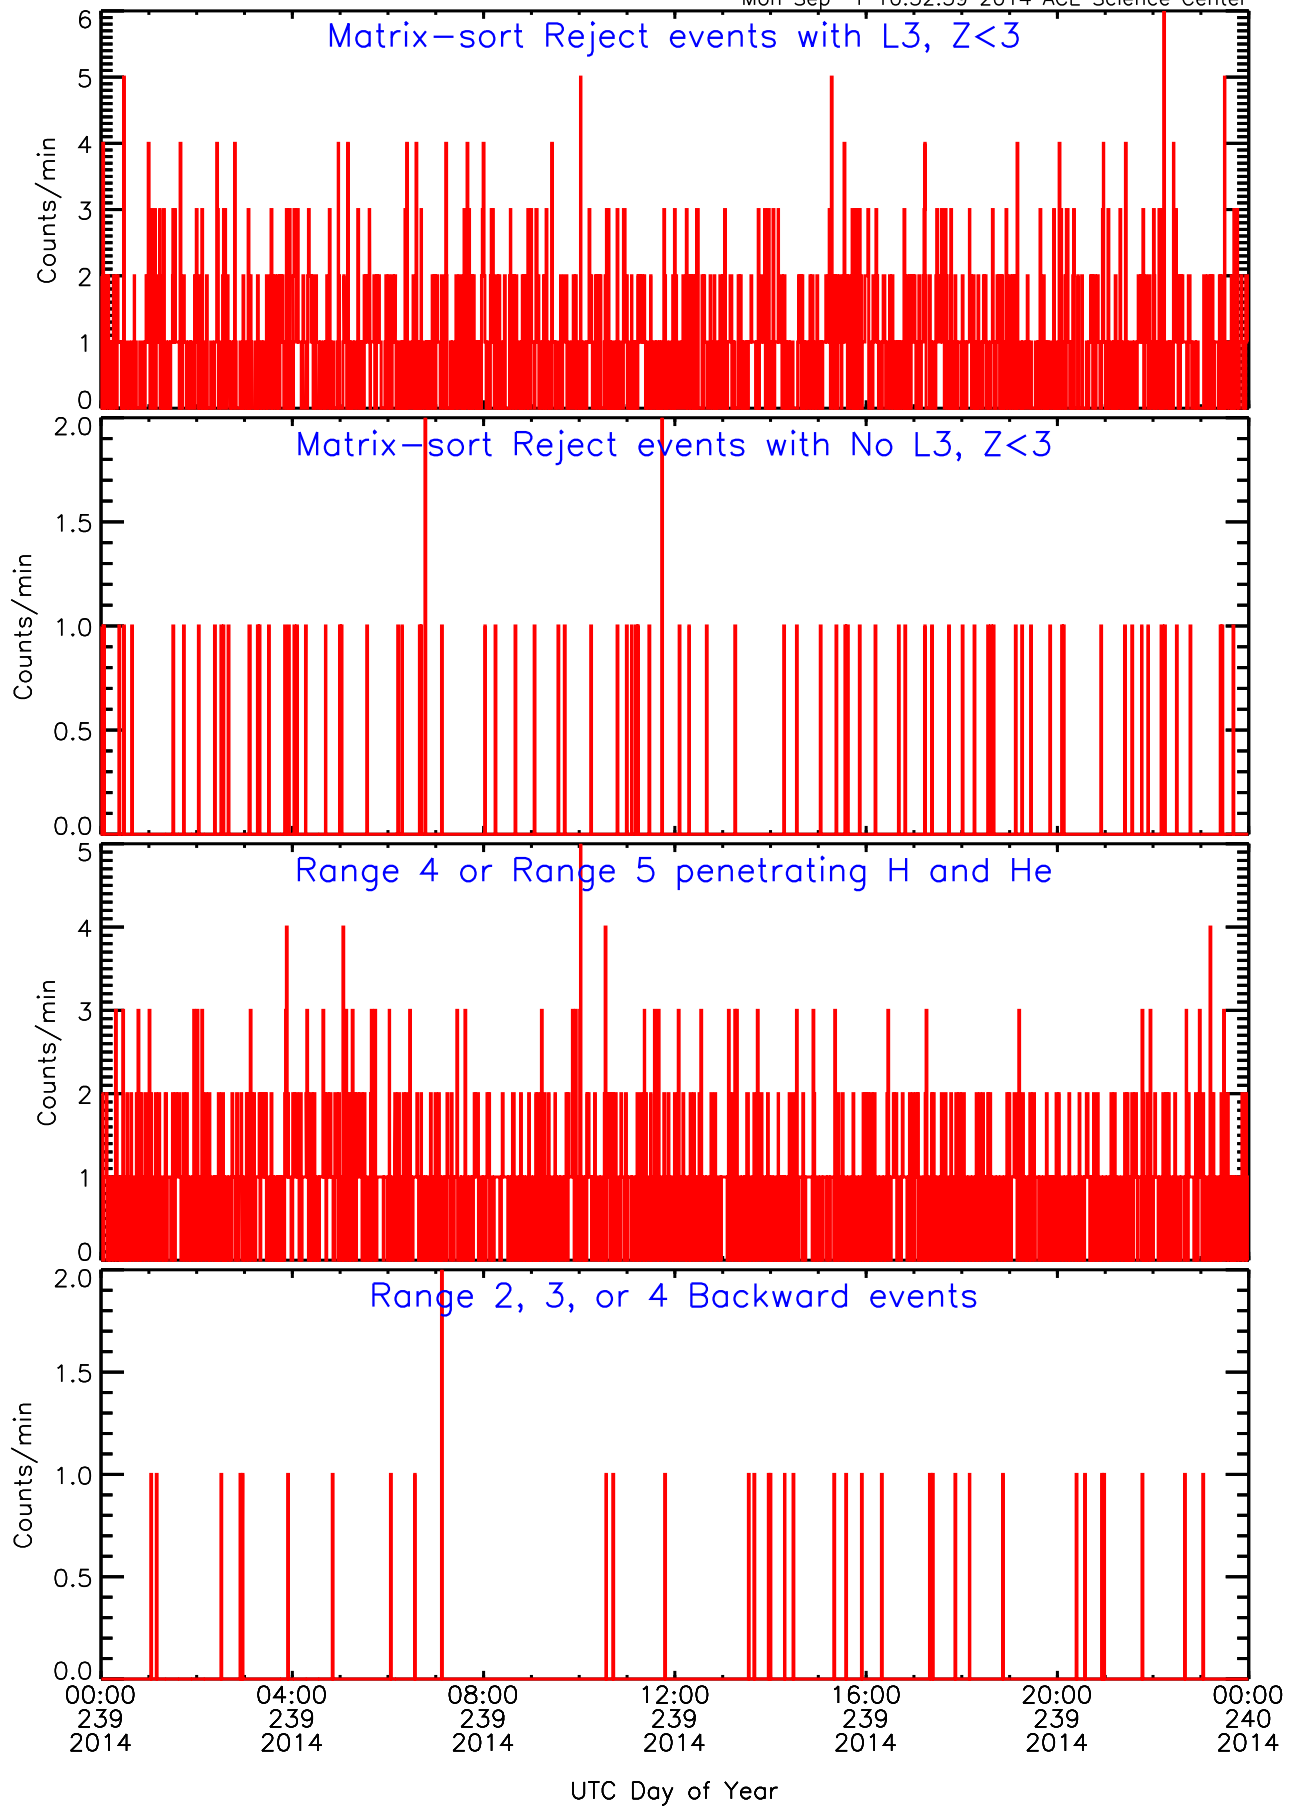 Matrix-sort Reject events with L3, Z<3
Counts/min
6
5
4
3
2
1
0
Matrix-sort Reject events with No L3, Z<3
Counts/min
2.0
1.5
1.0
0.5
0.0
Range 4 or Range 5 penetrating H and He
Counts/min
5
4
3
2
1
0
Range 2, 3, or 4 Backward events
Counts/min
2.0
1.5
1.0
0.5
0.0
00:00 04:00 08:00 12:00 16:00 20:00 00:00
239 239 239 239 239 239 240
2014 2014 2014 2014 2014 2014 2014
UTC Day of Year